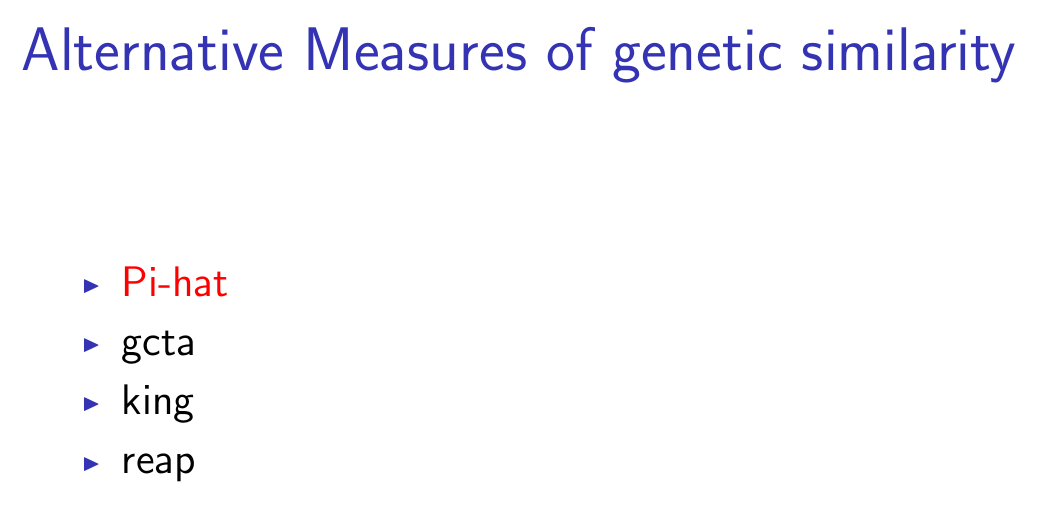 Alternative Measures of genetic similarity
Pi-hat
gcta
king
reap